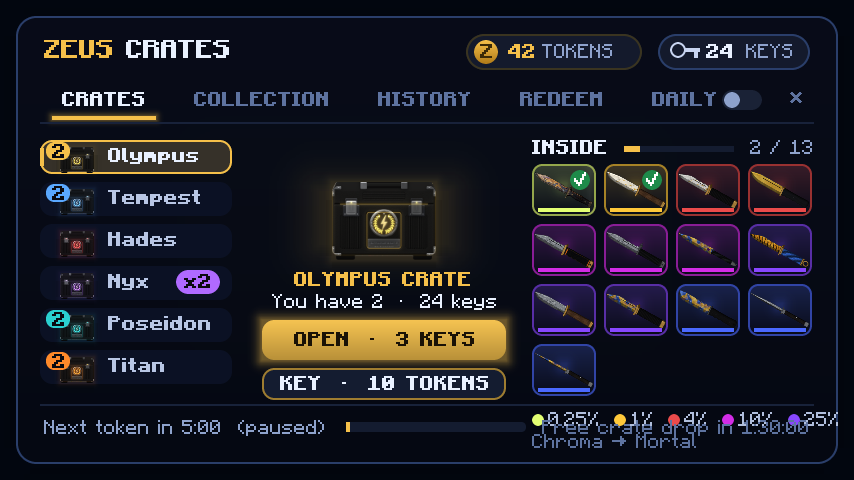 ZEUS CRATES
Z 42 TOKENS
24 KEYS
CRATES COLLECTION HISTORY REDEEM DAILY ×
2 Olympus
2 Tempest
Hades
Nyx x2
2 Poseidon
2 Titan
OLYMPUS CRATE
You have 2 · 24 keys
OPEN · 3 KEYS
KEY · 10 TOKENS
INSIDE 2 / 13
0.25% 1% 4% 10% 25%
Free crate drop in 1:30:00
Chroma → Mortal
Next token in 5:00 (paused)